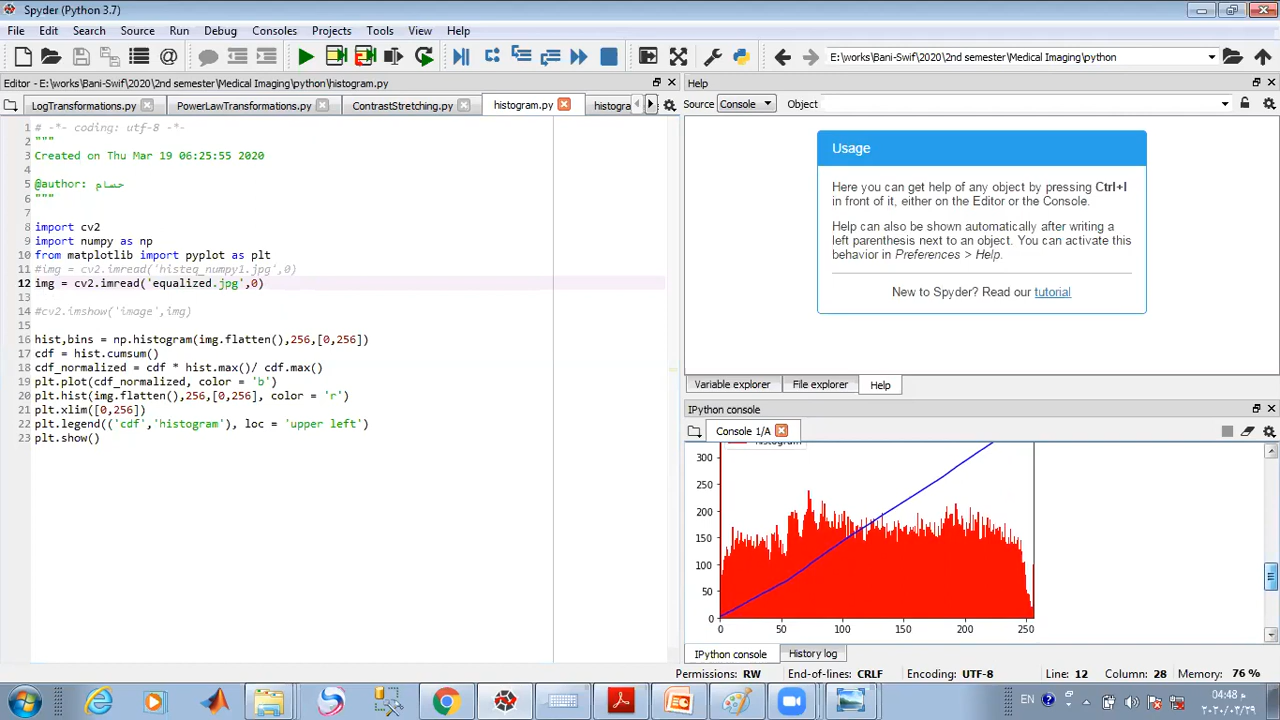 Spyder (Python 3.7)
File Edit Search Source Run Debug Consoles Projects Tools View Help
E:\works\Bani-Swif\2020\2nd semester\Medical Imaging\python
Editor - E:\works\Bani-Swif\2020\2nd semester\Medical Imaging\python\histogram.py
LogTransformations.py PowerLawTransformations.py ContrastStretching.py histogram.py histogra
1 # -*- coding: utf-8 -*-
2 """
3 Created on Thu Mar 19 06:25:55 2020
4
5 @author: حسام
6 """
7
8 import cv2
9 import numpy as np
10 from matplotlib import pyplot as plt
11 #img = cv2.imread('histeq_numpy1.jpg',0)
12 img = cv2.imread('equalized.jpg',0)
13
14 #cv2.imshow('image',img)
15
16 hist,bins = np.histogram(img.flatten(),256,[0,256])
17 cdf = hist.cumsum()
18 cdf_normalized = cdf * hist.max()/ cdf.max()
19 plt.plot(cdf_normalized, color = 'b')
20 plt.hist(img.flatten(),256,[0,256], color = 'r')
21 plt.xlim([0,256])
22 plt.legend(('cdf','histogram'), loc = 'upper left')
23 plt.show()
Help
Source Console Object
Usage
Here you can get help of any object by pressing Ctrl+I
in front of it, either on the Editor or the Console.
Help can also be shown automatically after writing a
left parenthesis next to an object. You can activate this
behavior in Preferences > Help.
New to Spyder? Read our tutorial
Variable explorer File explorer Help
IPython console
Console 1/A
histogram
300
250
200
150
100
50
0
0 50 100 150 200 250
IPython console History log
Permissions: RW End-of-lines: CRLF Encoding: UTF-8 Line: 12 Column: 28 Memory: 76 %
EN
04:48 م
٢٠٢٠/٠٣/٢٩